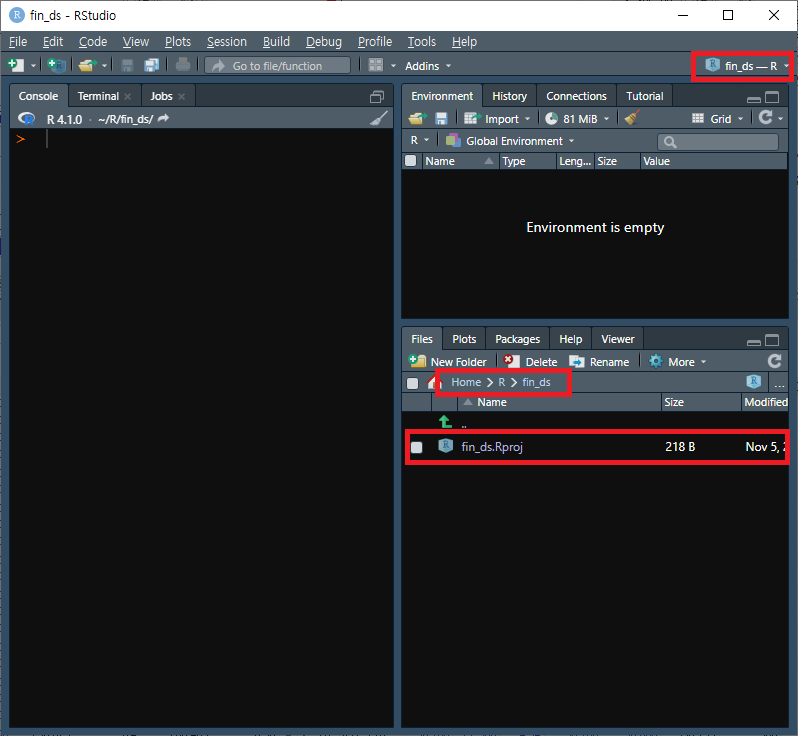 fin_ds - RStudio
File Edit Code View Plots Session Build Debug Profile Tools Help
Go to file/function Addins fin_ds — R
Console Terminal Jobs
R 4.1.0 · ~/R/fin_ds/
>
Environment History Connections Tutorial
Import 81 MiB Grid
R Global Environment
Name Type Leng... Size Value
Environment is empty
Files Plots Packages Help Viewer
New Folder Delete Rename More
Home R fin_ds ...
Name Size Modified
..
fin_ds.Rproj 218 B Nov 5, 2